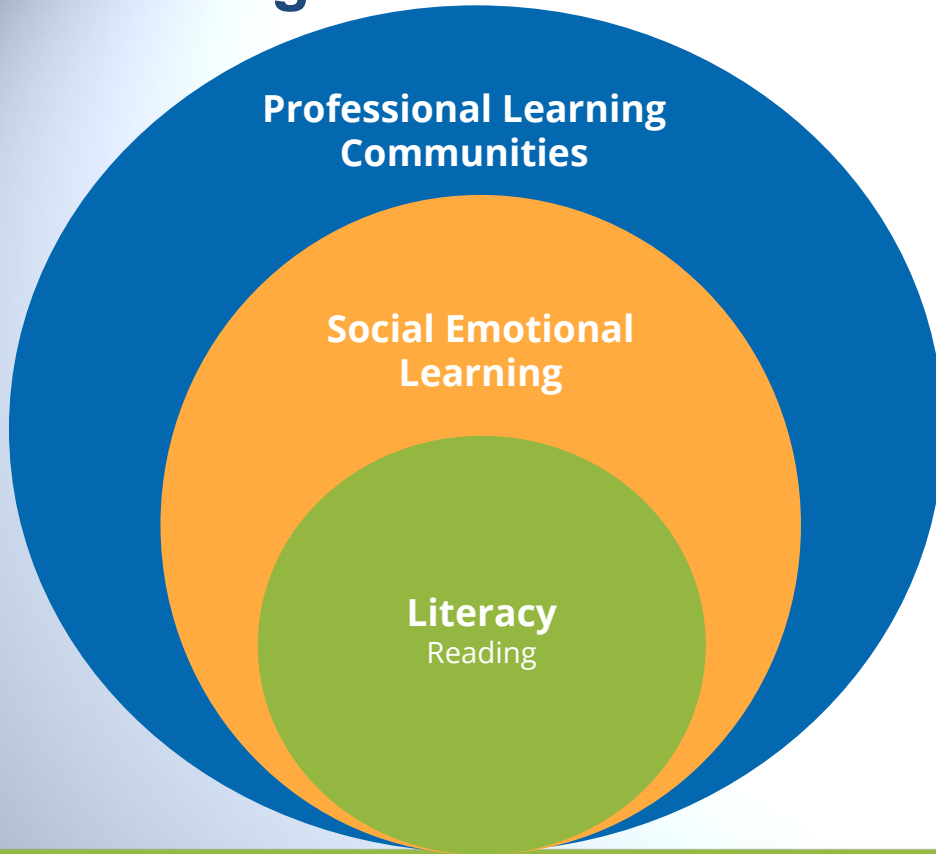 Professional Learning
Communities
Social Emotional
Learning
Literacy
Reading